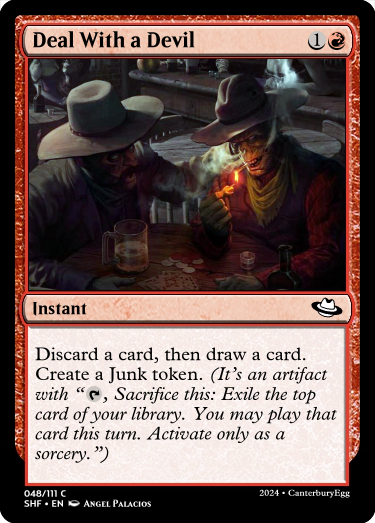 Deal With a Devil 1
Instant
Discard a card, then draw a card.
Create a Junk token. (It's an artifact
with “, Sacrifice this: Exile the top
card of your library. You may play that
card this turn. Activate only as a
sorcery.”)
048/111 C
SHF • EN Angel Palacios
2024 • CanterburyEgg